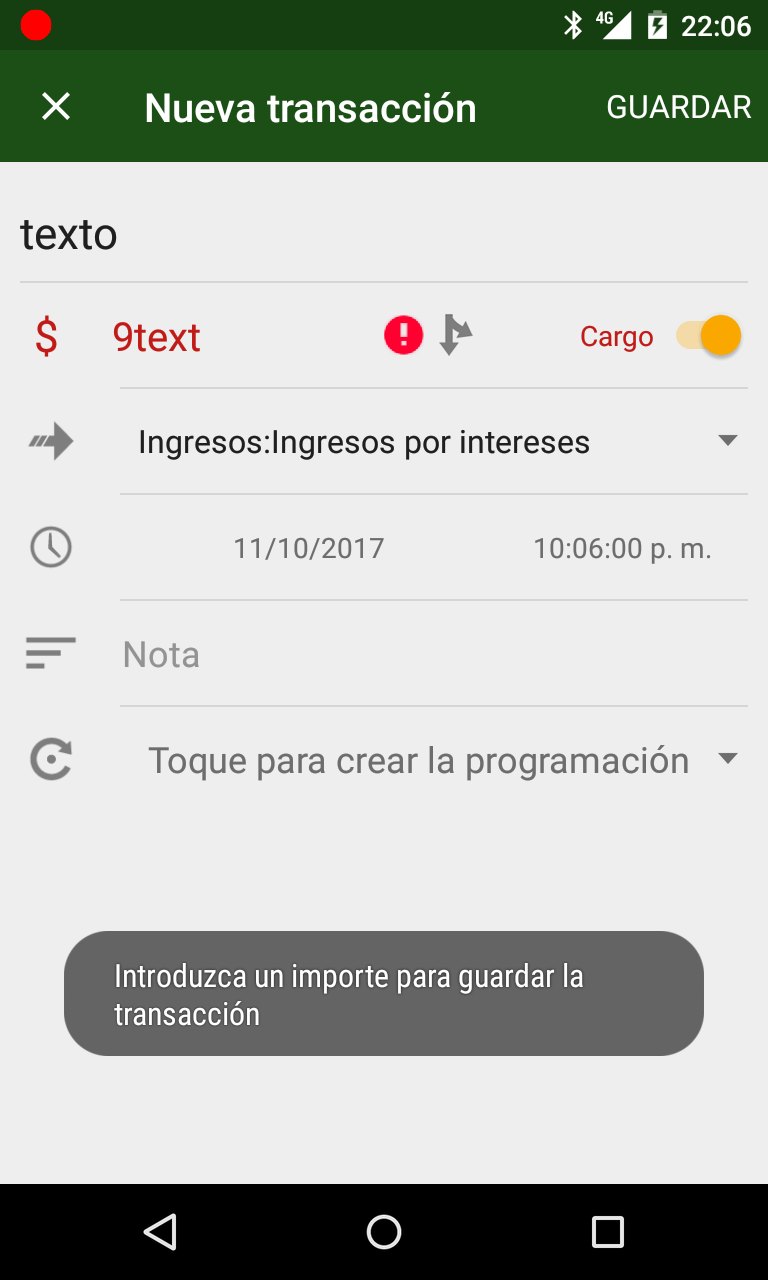 4G 22:06
Nueva transacción GUARDAR
texto
$ 9text Cargo
Ingresos:Ingresos por intereses
11/10/2017 10:06:00 p. m.
Nota
Toque para crear la programación
Introduzca un importe para guardar la
transacción